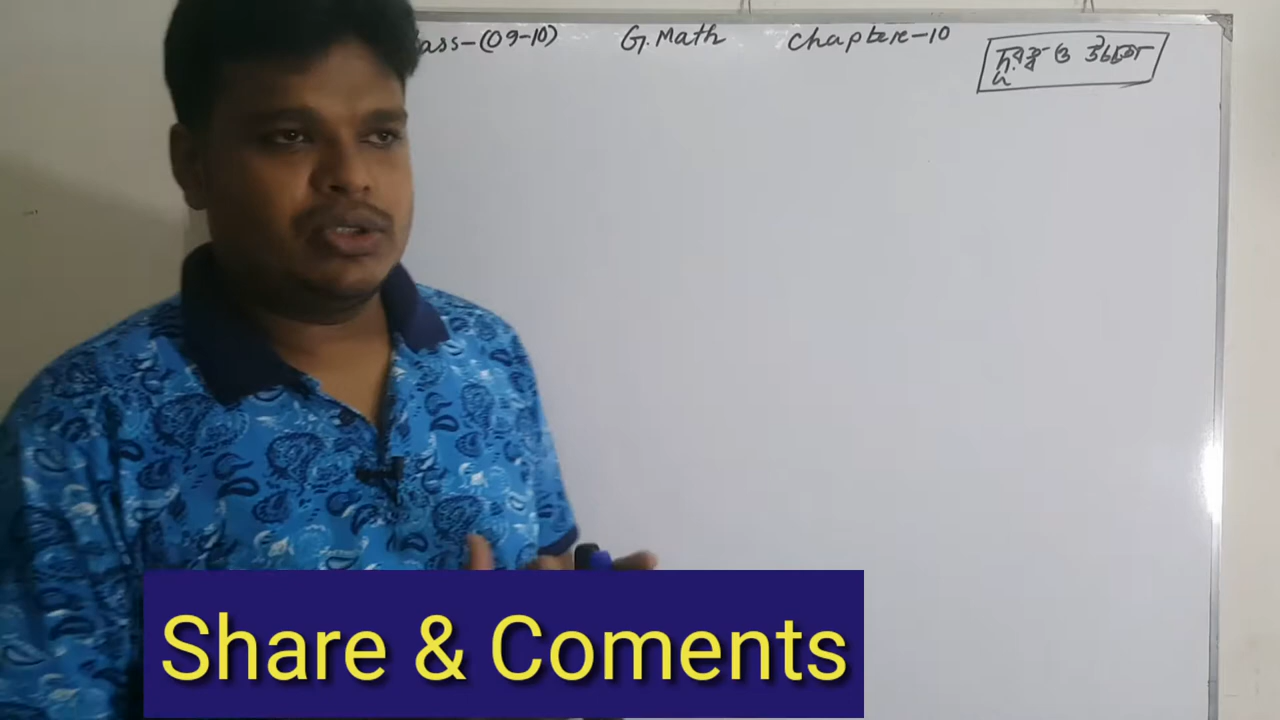 ass-(09-10) G.Math Chapter-10
দূরত্ব ও উচ্চতা
Share & Coments